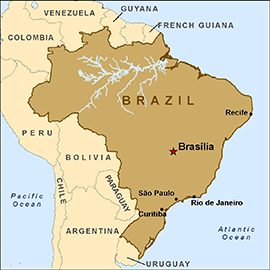 VENEZUELA
GUYANA
FRENCH GUIANA
COLOMBIA
BRAZIL
Recife
PERU
Brasília
BOLIVIA
Pacific
Ocean
CHILE
PARAGUAY
São Paulo
Rio de Janeiro
Atlantic
Ocean
Curitiba
ARGENTINA
URUGUAY